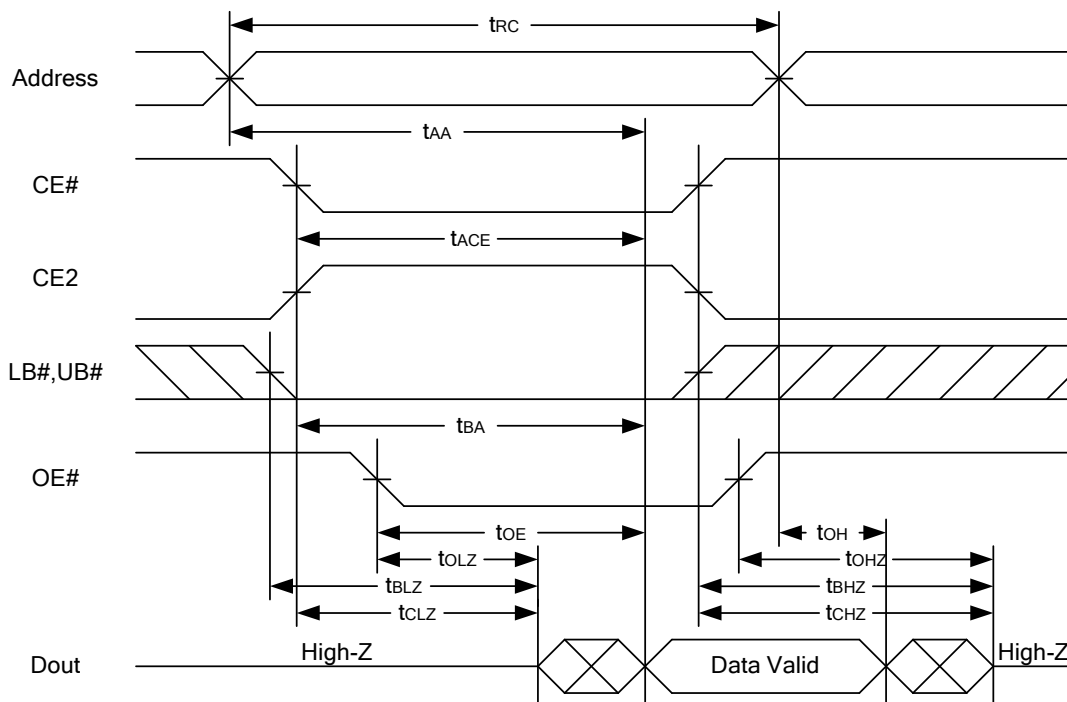 tRC
Address
tAA
CE#
tACE
CE2
LB#,UB#
tBA
OE#
tOE
tOH
tOLZ
tOHZ
tBLZ
tBHZ
tCLZ
tCHZ
Dout
High-Z
Data Valid
High-Z